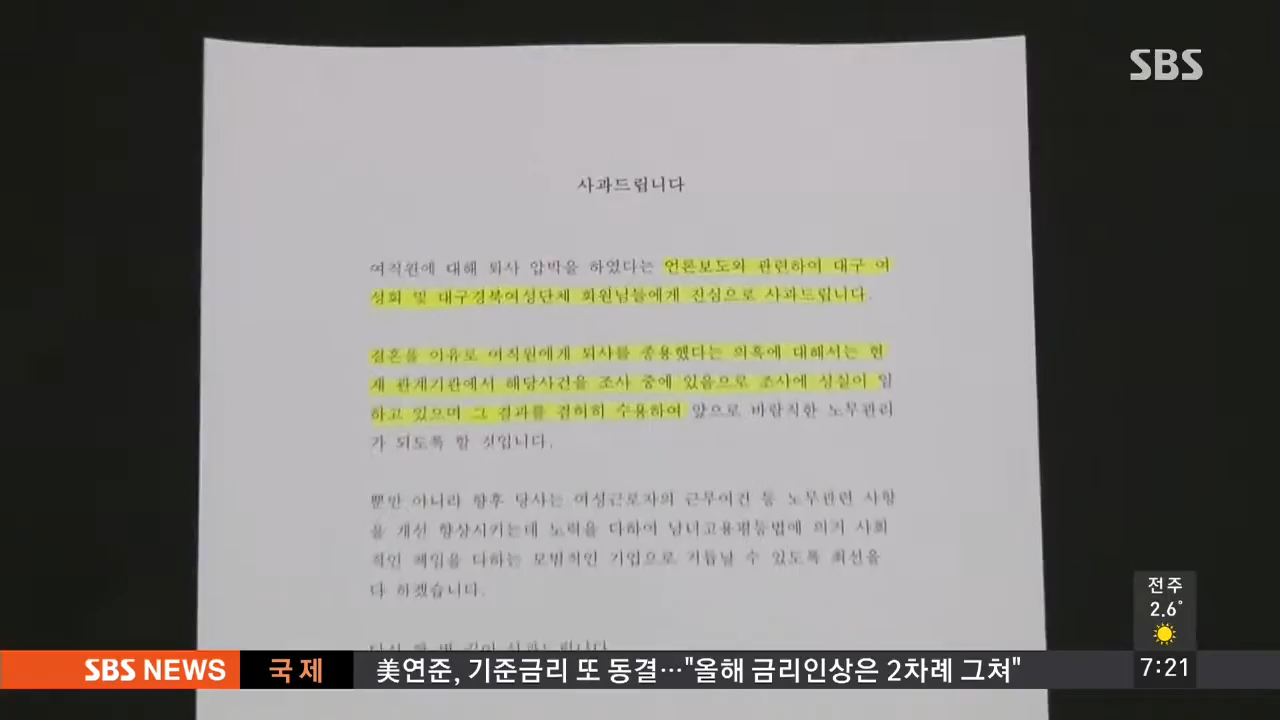 SBS
사과드립니다
여직원에 대해 퇴사 압박을 하였다는 언론보도와 관련하여 대구 여
성회 및 대구경북여성단체 회원님들에게 진심으로 사과드립니다.
결혼을 이유로 여직원에게 퇴사를 종용했다는 의혹에 대해서는 현
재 관계기관에서 해당사건을 조사 중에 있음으로 조사에 성실이 임
하고 있으며 그 결과를 겸허히 수용하여 앞으로 바람직한 노무관리
가 되도록 할 것입니다.
뿐만 아니라 향후 당사는 여성근로자의 근무여건 등 노무관련 사항
을 개선 향상시키는데 노력을 다하여 남녀고용평등법에 의거 사회
적인 책임을 다하는 모범적인 기업으로 거듭날 수 있도록 최선을
다 하겠습니다.
다시 한 번 깊이 사과드립니다
전주
2.6°
SBS NEWS 국제 美연준, 기준금리 또 동결…"올해 금리인상은 2차례 그쳐" 7:21